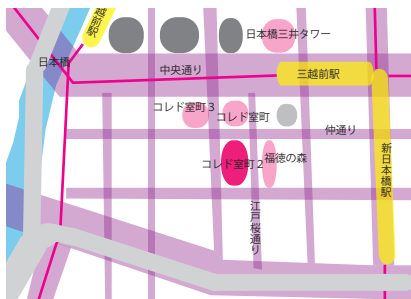 越前駅
日本橋三井タワー
日本橋
中央通り
三越前駅
コレド室町3
コレド室町
仲通り
新日本橋駅
コレド室町2
福徳の森
江戸桜通り